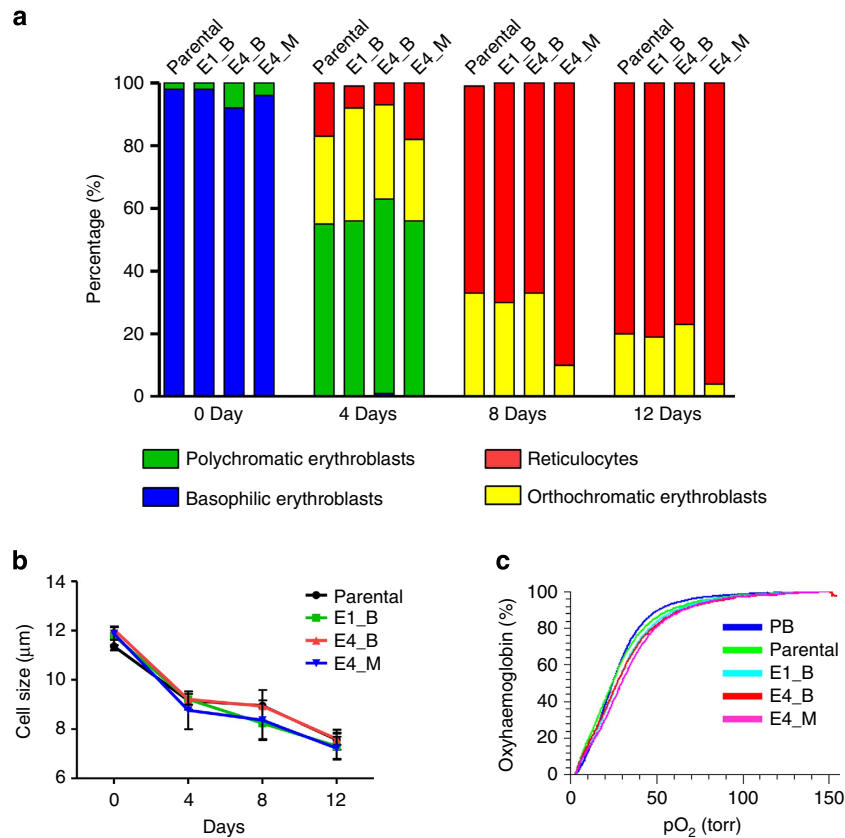 a
Parental E1_B E4_B E4_M Parental E1_B E4_B E4_M Parental E1_B E4_B E4_M Parental E1_B E4_B E4_M
Percentage (%)
100
80
60
40
20
0
0 Day 4 Days 8 Days 12 Days
Polychromatic erythroblasts Reticulocytes
Basophilic erythroblasts Orthochromatic erythroblasts
b
Cell size (µm)
14
12
10
8
6
0 4 8 12
Days
Parental
E1_B
E4_B
E4_M
c
Oxyhaemoglobin (%)
100
80
60
40
20
0
0 50 100 150
pO2 (torr)
PB
Parental
E1_B
E4_B
E4_M